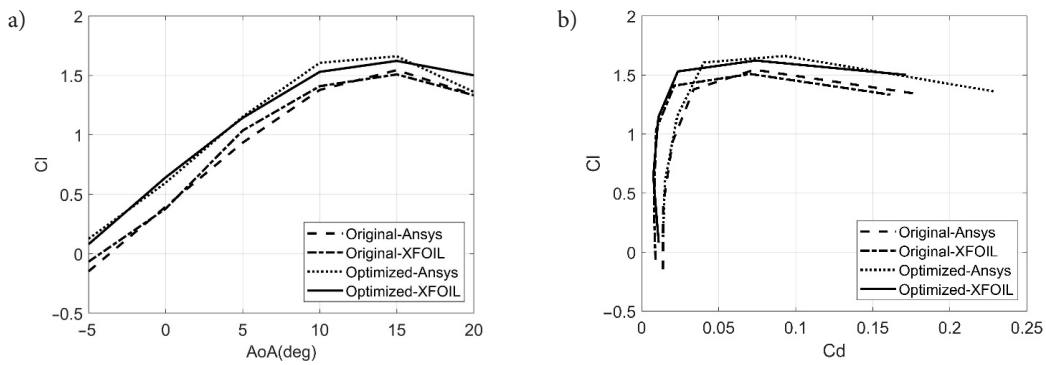 a)
2
1.5
1
0.5
0
−0.5
Cl
−5
0
5
10
15
20
AoA(deg)
Original-Ansys
Original-XFOIL
Optimized-Ansys
Optimized-XFOIL
b)
2
1.5
1
0.5
0
−0.5
Cl
0
0.05
0.1
0.15
0.2
0.25
Cd
Original-Ansys
Original-XFOIL
Optimized-Ansys
Optimized-XFOIL